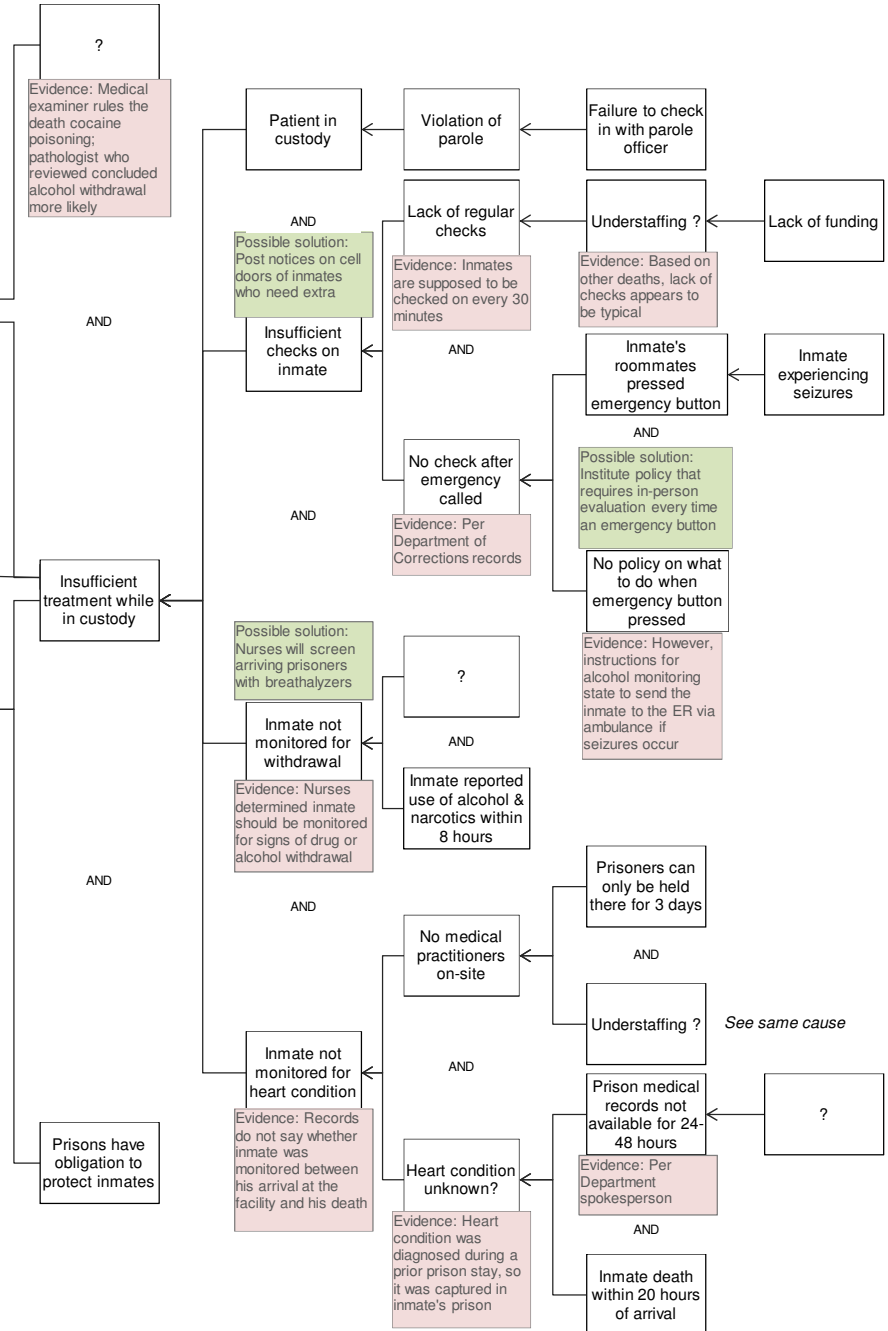 ?
Evidence: Medical
examiner rules the
death cocaine
poisoning;
pathologist who
reviewed concluded
alcohol withdrawal
more likely
AND
Insufficient
treatment while
in custody
AND
Prisons have
obligation to
protect inmates
Patient in
custody
Violation of
parole
Failure to check
in with parole
officer
AND
Possible solution:
Post notices on cell
doors of inmates
who need extra
Insufficient
checks on
inmate
Lack of regular
checks
Evidence: Inmates
are supposed to be
checked on every 30
minutes
Understaffing ?
Evidence: Based on
other deaths, lack of
checks appears to
be typical
Lack of funding
AND
No check after
emergency
called
Evidence: Per
Department of
Corrections records
Inmate's
roommates
pressed
emergency button
Inmate
experiencing
seizures
AND
Possible solution:
Institute policy that
requires in-person
evaluation every time
an emergency button
No policy on what
to do when
emergency button
pressed
Evidence: However,
instructions for
alcohol monitoring
state to send the
inmate to the ER via
ambulance if
seizures occur
AND
Possible solution:
Nurses will screen
arriving prisoners
with breathalyzers
Inmate not
monitored for
withdrawal
Evidence: Nurses
determined inmate
should be monitored
for signs of drug or
alcohol withdrawal
?
AND
Inmate reported
use of alcohol &
narcotics within
8 hours
AND
Inmate not
monitored for
heart condition
Evidence: Records
do not say whether
inmate was
monitored between
his arrival at the
facility and his death
No medical
practitioners
on-site
Prisoners can
only be held
there for 3 days
AND
Understaffing ?
See same cause
AND
Heart condition
unknown?
Evidence: Heart
condition was
diagnosed during a
prior prison stay, so
it was captured in
inmate's prison
Prison medical
records not
available for 24-
48 hours
Evidence: Per
Department
spokesperson
?
AND
Inmate death
within 20 hours
of arrival